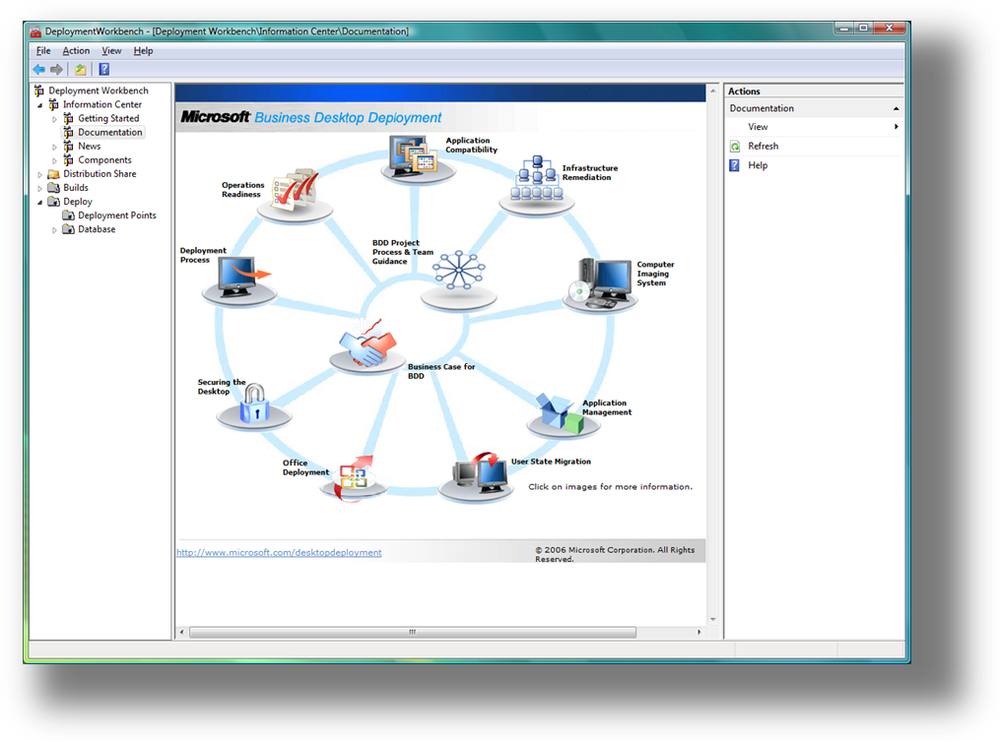 DeploymentWorkbench - [Deployment Workbench\Information Center\Documentation]
File Action View Help
Deployment Workbench
Information Center
Getting Started
Documentation
News
Components
Distribution Share
Builds
Deploy
Deployment Points
Database
Microsoft Business Desktop Deployment
Application
Compatibility
Infrastructure
Remediation
Operations
Readiness
BDD Project
Process & Team
Guidance
Deployment
Process
Computer
Imaging
System
Business Case for
BDD
Securing the
Desktop
Application
Management
Office
Deployment
User State Migration
Click on images for more information.
http://www.microsoft.com/desktopdeployment
© 2006 Microsoft Corporation. All Rights
Reserved.
Actions
Documentation
View
Refresh
Help